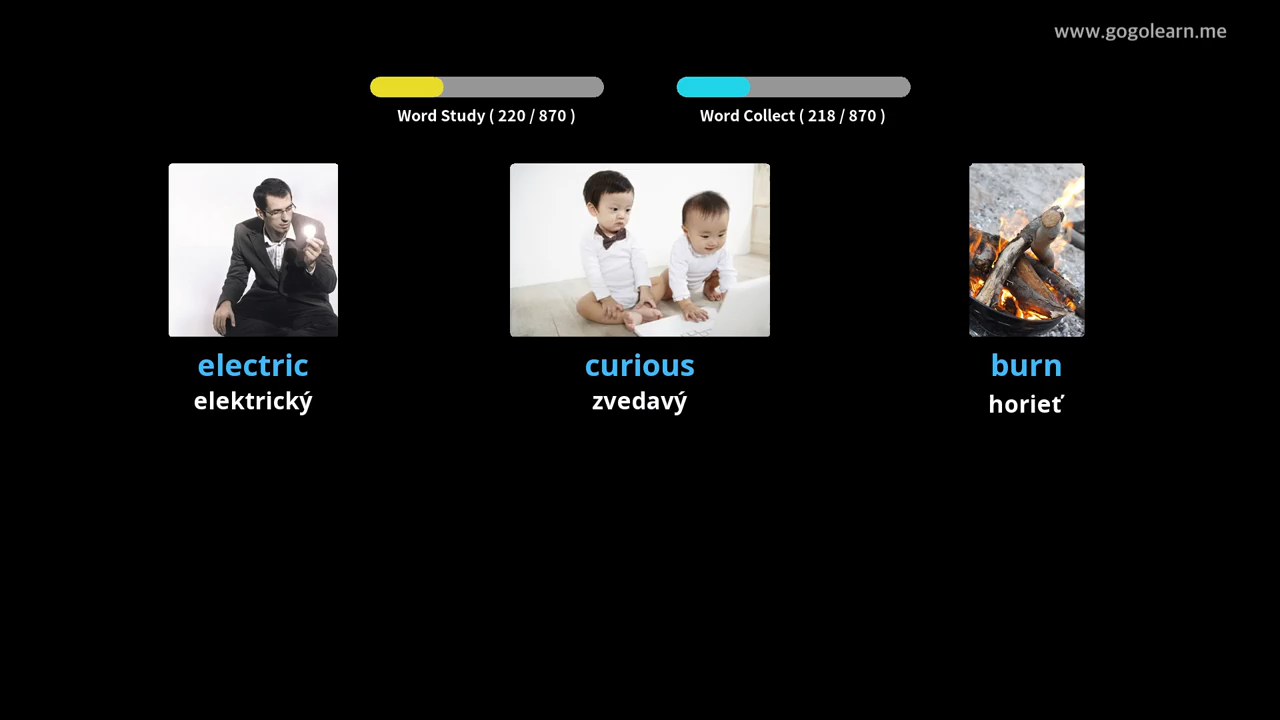 www.gogolearn.me
Word Study ( 220 / 870 )
Word Collect ( 218 / 870 )
electric
elektrický
curious
zvedavý
burn
horieť